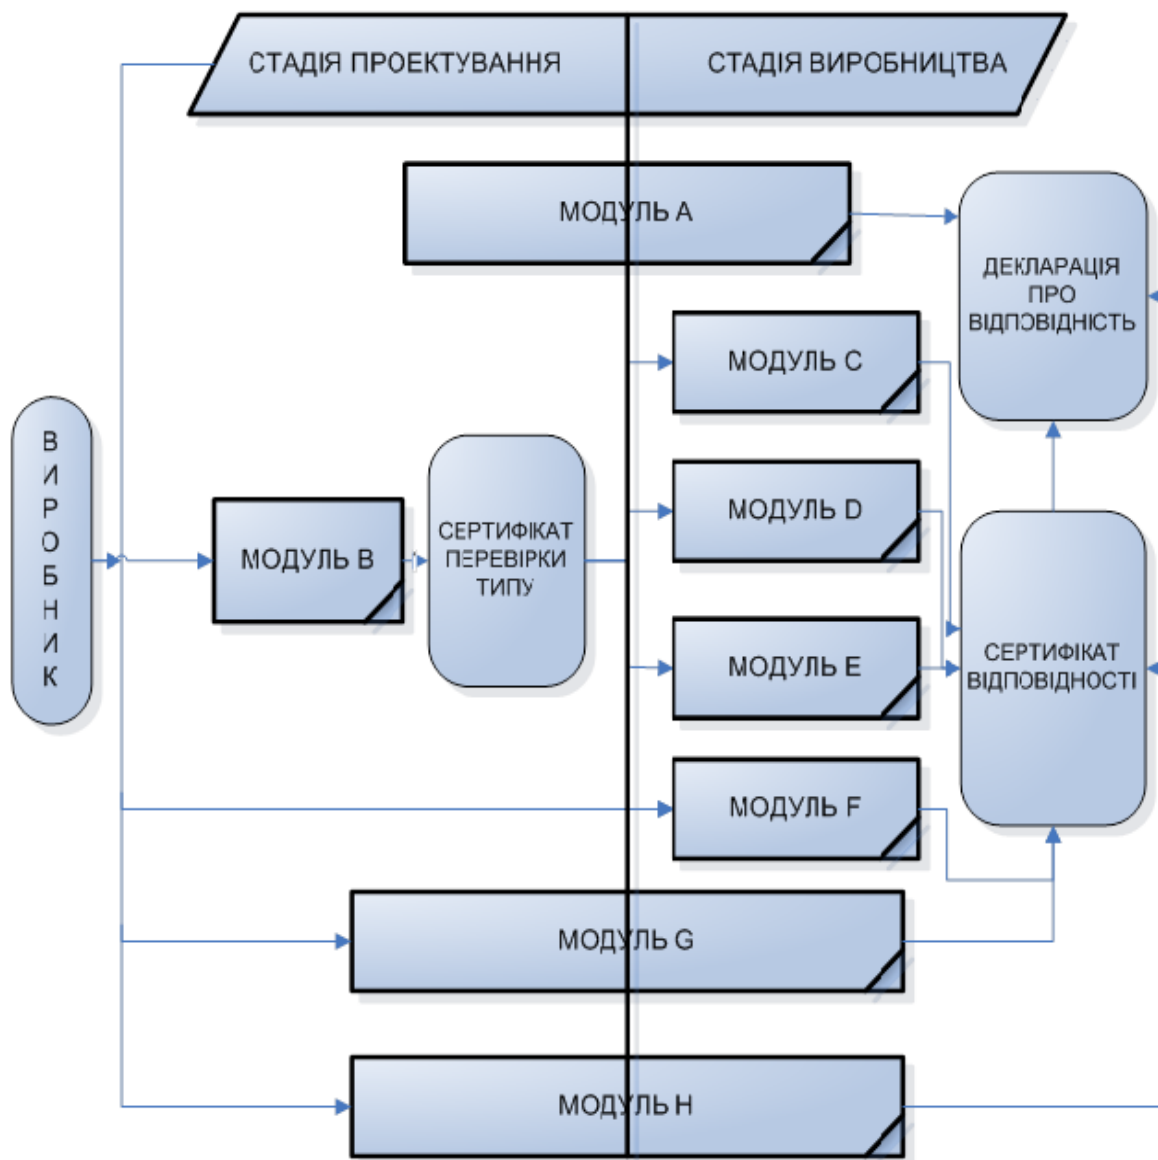 СТАДІЯ ПРОЕКТУВАННЯ
СТАДІЯ ВИРОБНИЦТВА
МОДУЛЬ А
ДЕКЛАРАЦІЯ
ПРО
ВІДПОВІДНІСТЬ
МОДУЛЬ С
ВИРОБНИК
МОДУЛЬ В
СЕРТИФІКАТ
ПЕРЕВІРКИ
ТИПУ
МОДУЛЬ D
МОДУЛЬ E
СЕРТИФІКАТ
ВІДПОВІДНОСТІ
МОДУЛЬ F
МОДУЛЬ G
МОДУЛЬ H